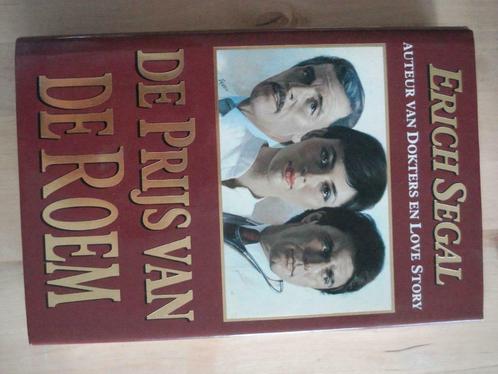 ERICH SEGAL
AUTEUR VAN DOKTERS EN LOVE STORY
DE PRIJS VAN
DE ROEM